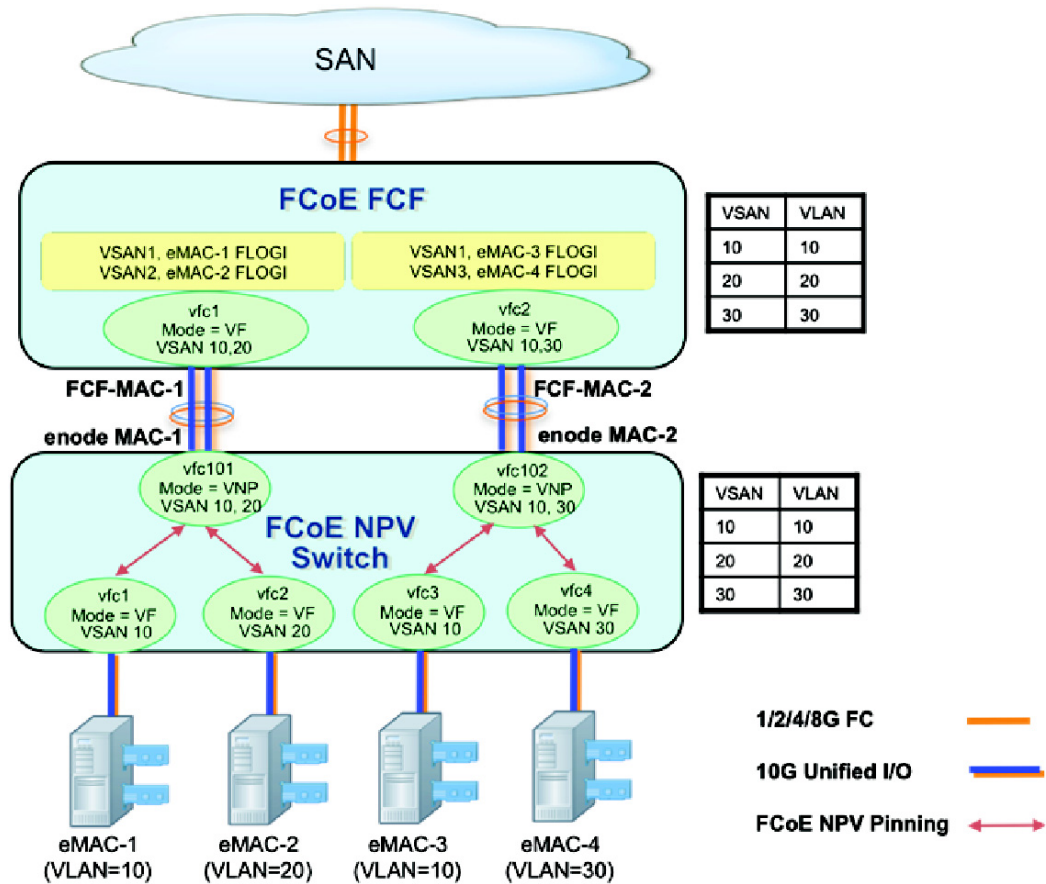 SAN
FCoE FCF
VSAN1, eMAC-1 FLOGI
VSAN2, eMAC-2 FLOGI
VSAN1, eMAC-3 FLOGI
VSAN3, eMAC-4 FLOGI
vfc1
Mode = VF
VSAN 10,20
vfc2
Mode = VF
VSAN 10,30
VSAN VLAN
10 10
20 20
30 30
FCF-MAC-1
FCF-MAC-2
enode MAC-1
enode MAC-2
vfc101
Mode = VNP
VSAN 10, 20
vfc102
Mode = VNP
VSAN 10, 30
FCoE NPV
Switch
VSAN VLAN
10 10
20 20
30 30
vfc1
Mode = VF
VSAN 10
vfc2
Mode = VF
VSAN 20
vfc3
Mode = VF
VSAN 10
vfc4
Mode = VF
VSAN 30
eMAC-1
(VLAN=10)
eMAC-2
(VLAN=20)
eMAC-3
(VLAN=10)
eMAC-4
(VLAN=30)
1/2/4/8G FC
10G Unified I/O
FCoE NPV Pinning